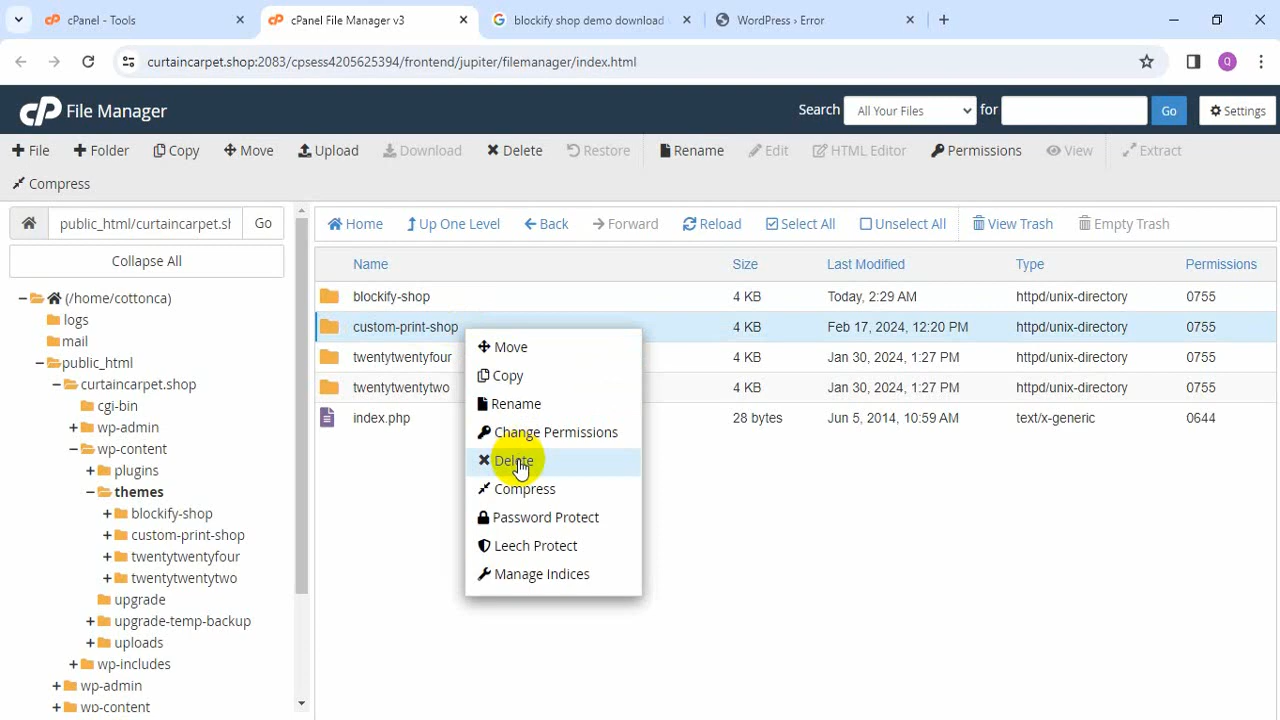 cPanel - Tools
cPanel File Manager v3
blockify shop demo download
WordPress › Error
curtaincarpet.shop:2083/cpsess4205625394/frontend/jupiter/filemanager/index.html
Q
cP File Manager
Search All Your Files for Go Settings
File Folder Copy Move Upload Download Delete Restore Rename Edit HTML Editor Permissions View Extract
Compress
public_html/curtaincarpet.sh Go
Home Up One Level Back Forward Reload Select All Unselect All View Trash Empty Trash
Collapse All
Name Size Last Modified Type Permissions
blockify-shop 4 KB Today, 2:29 AM httpd/unix-directory 0755
custom-print-shop 4 KB Feb 17, 2024, 12:20 PM httpd/unix-directory 0755
twentytwentyfour 4 KB Jan 30, 2024, 1:27 PM httpd/unix-directory 0755
twentytwentytwo 4 KB Jan 30, 2024, 1:27 PM httpd/unix-directory 0755
index.php 28 bytes Jun 5, 2014, 10:59 AM text/x-generic 0644
Move
Copy
Rename
Change Permissions
Delete
Compress
Password Protect
Leech Protect
Manage Indices
(/home/cottonca)
logs
mail
public_html
curtaincarpet.shop
cgi-bin
wp-admin
wp-content
plugins
themes
blockify-shop
custom-print-shop
twentytwentyfour
twentytwentytwo
upgrade
upgrade-temp-backup
uploads
wp-includes
wp-admin
wp-content